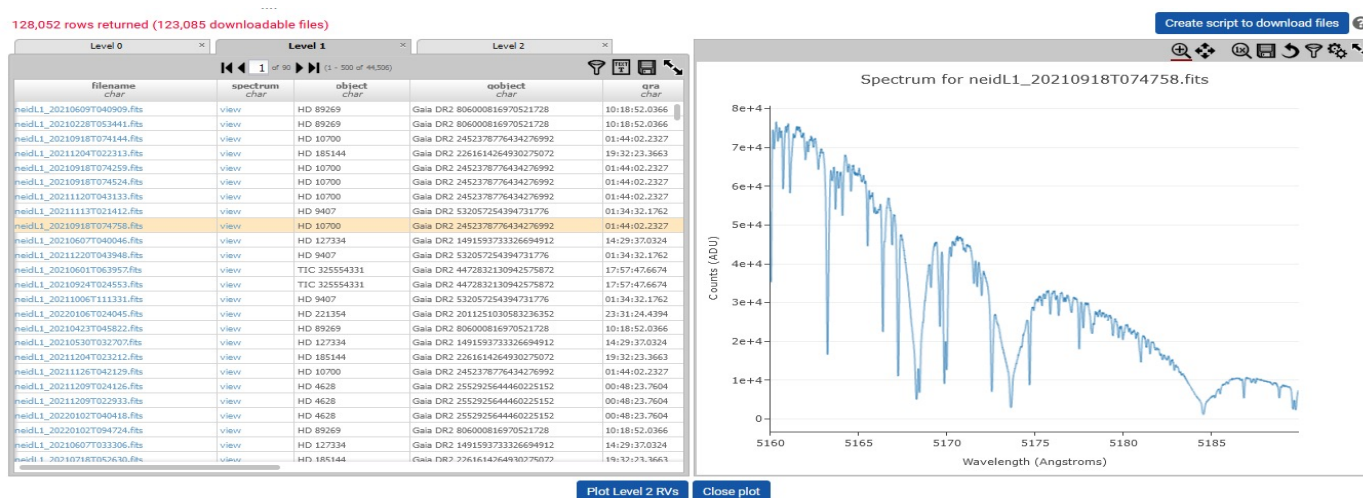 128,052 rows returned (123,085 downloadable files)
Create script to download files
Level 0 Level 1 Level 2
1 of 90 (1 - 500 of 44,506)
filename spectrum object qobject qra
char char char char char
neidL1_20210609T040909.fits view HD 89269 Gaia DR2 806000816970521728 10:18:52.0366
neidL1_20210228T053441.fits view HD 89269 Gaia DR2 806000816970521728 10:18:52.0366
neidL1_20210918T074144.fits view HD 10700 Gaia DR2 2452378776434276992 01:44:02.2327
neidL1_20211204T022313.fits view HD 185144 Gaia DR2 2261614264930275072 19:32:23.3663
neidL1_20210918T074259.fits view HD 10700 Gaia DR2 2452378776434276992 01:44:02.2327
neidL1_20210918T074524.fits view HD 10700 Gaia DR2 2452378776434276992 01:44:02.2327
neidL1_20211120T043133.fits view HD 10700 Gaia DR2 2452378776434276992 01:44:02.2327
neidL1_20211113T021412.fits view HD 9407 Gaia DR2 532057254394731776 01:34:32.1762
neidL1_20210918T074758.fits view HD 10700 Gaia DR2 2452378776434276992 01:44:02.2327
neidL1_20210607T040046.fits view HD 127334 Gaia DR2 1491593733326694912 14:29:37.0324
neidL1_20211220T043948.fits view HD 9407 Gaia DR2 532057254394731776 01:34:32.1762
neidL1_20210601T063957.fits view TIC 325554331 Gaia DR2 4472832130942575872 17:57:47.6674
neidL1_20210924T024553.fits view TIC 325554331 Gaia DR2 4472832130942575872 17:57:47.6674
neidL1_20211006T111331.fits view HD 9407 Gaia DR2 532057254394731776 01:34:32.1762
neidL1_20220106T024045.fits view HD 221354 Gaia DR2 2011251030583236352 23:31:24.4394
neidL1_20210423T045822.fits view HD 89269 Gaia DR2 806000816970521728 10:18:52.0366
neidL1_20210530T032707.fits view HD 127334 Gaia DR2 1491593733326694912 14:29:37.0324
neidL1_20211204T023212.fits view HD 185144 Gaia DR2 2261614264930275072 19:32:23.3663
neidL1_20211126T042129.fits view HD 10700 Gaia DR2 2452378776434276992 01:44:02.2327
neidL1_20211209T024126.fits view HD 4628 Gaia DR2 2552925644460225152 00:48:23.7604
neidL1_20211209T022933.fits view HD 4628 Gaia DR2 2552925644460225152 00:48:23.7604
neidL1_20220102T040418.fits view HD 4628 Gaia DR2 2552925644460225152 00:48:23.7604
neidL1_20220102T094724.fits view HD 89269 Gaia DR2 806000816970521728 10:18:52.0366
neidL1_20210607T033306.fits view HD 127334 Gaia DR2 1491593733326694912 14:29:37.0324
neidL1_20210718T052630.fits view HD 185144 Gaia DR2 2261614264930275072 19:32:23.3663
Spectrum for neidL1_20210918T074758.fits
8e+4
7e+4
6e+4
5e+4
4e+4
3e+4
2e+4
1e+4
0
Counts (ADU)
5160 5165 5170 5175 5180 5185
Wavelength (Angstroms)
Plot Level 2 RVs Close plot